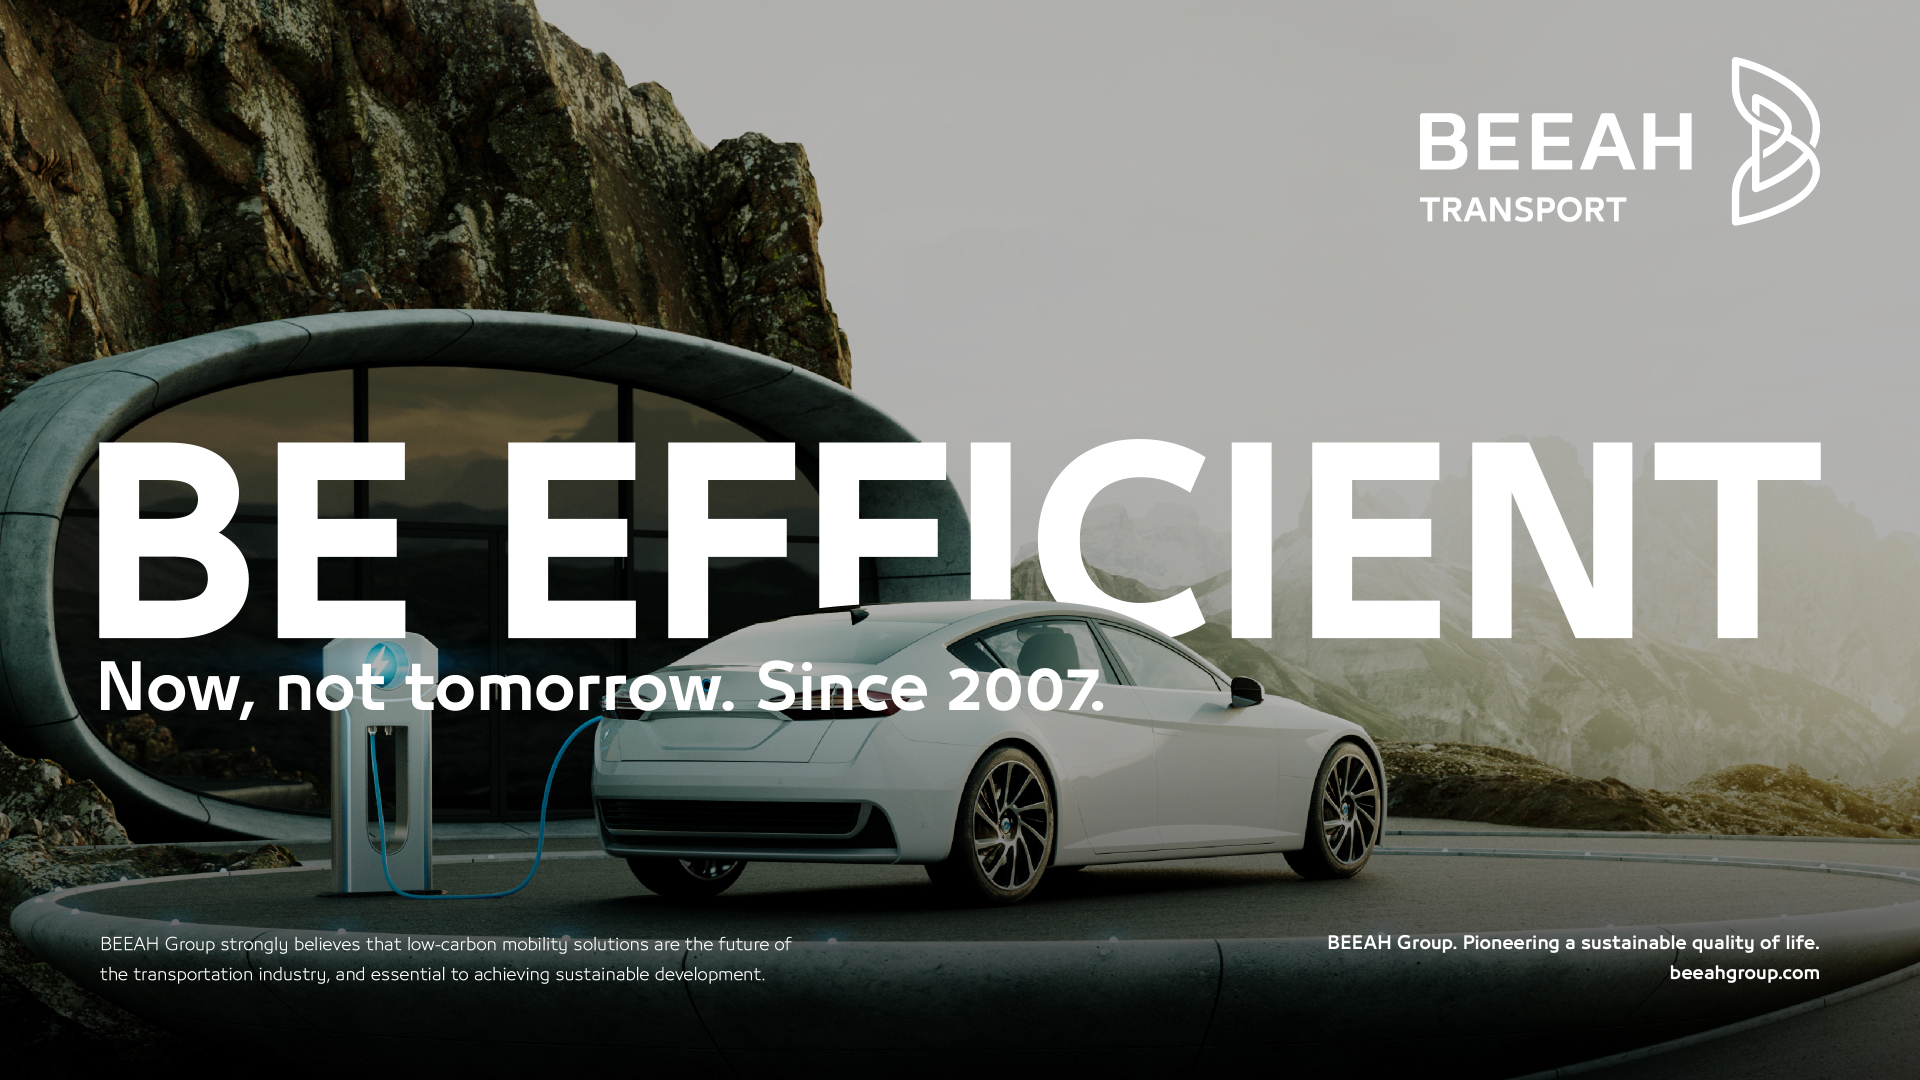 BEEAH
TRANSPORT
BE EFFICIENT
Now, not tomorrow. Since 2007.
BEEAH Group strongly believes that low-carbon mobility solutions are the future of
the transportation industry, and essential to achieving sustainable development.
BEEAH Group. Pioneering a sustainable quality of life.
beeahgroup.com